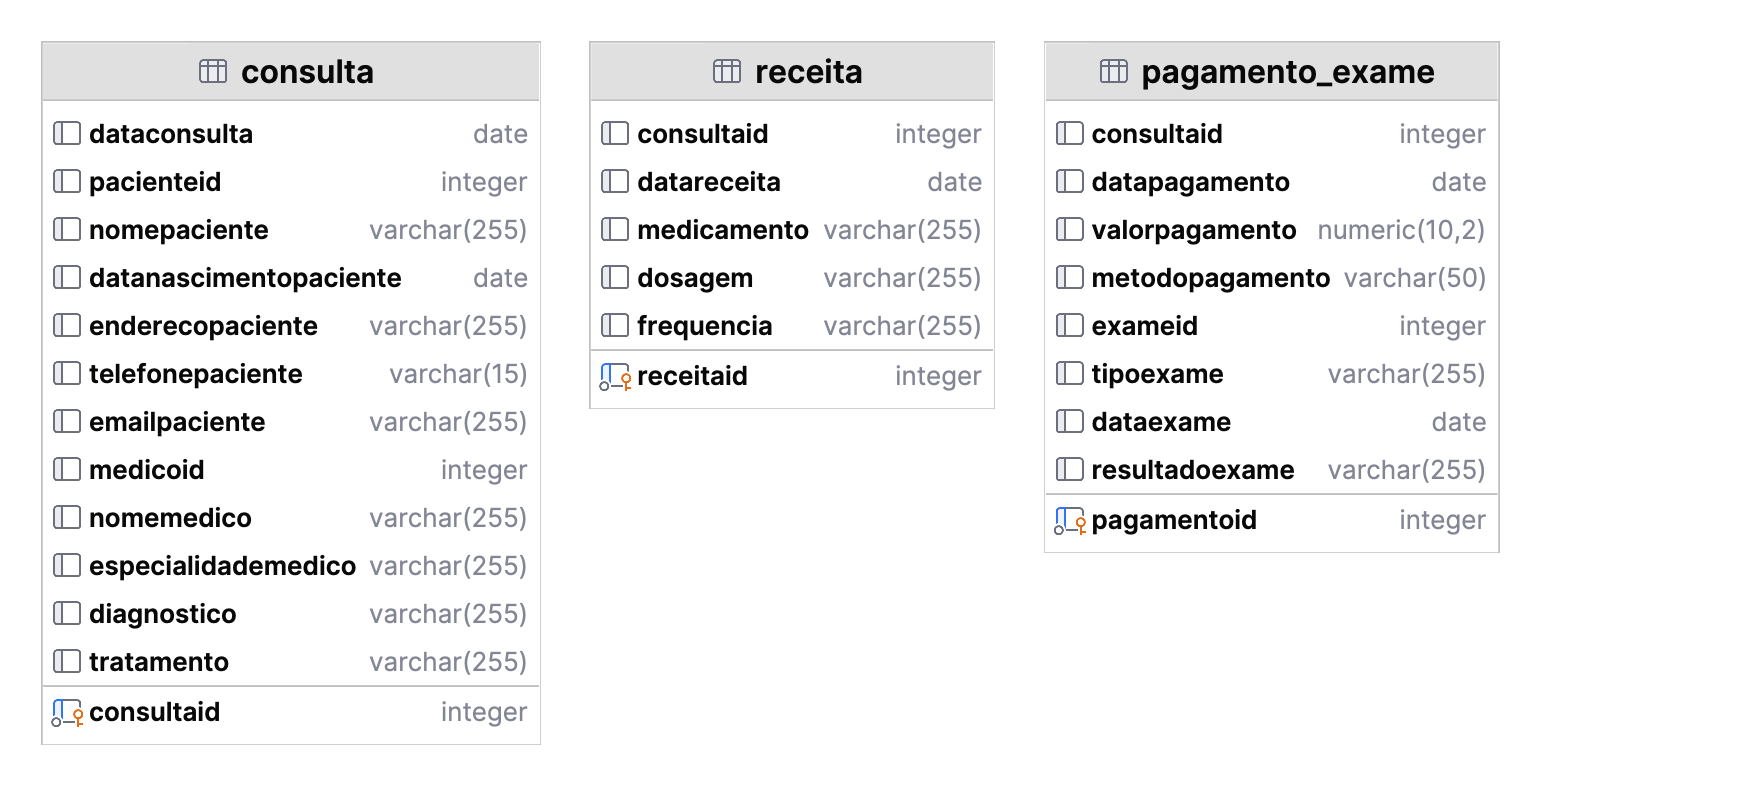 consulta
dataconsulta date
pacienteid integer
nomepaciente varchar(255)
datanascimentopaciente date
enderecopaciente varchar(255)
telefonepaciente varchar(15)
emailpaciente varchar(255)
medicoid integer
nomemedico varchar(255)
especialidademedico varchar(255)
diagnostico varchar(255)
tratamento varchar(255)
consultaid integer
receita
consultaid integer
datareceita date
medicamento varchar(255)
dosagem varchar(255)
frequencia varchar(255)
receitaid integer
pagamento_exame
consultaid integer
datapagamento date
valorpagamento numeric(10,2)
metodopagamento varchar(50)
exameid integer
tipoexame varchar(255)
dataexame date
resultadoexame varchar(255)
pagamentoid integer